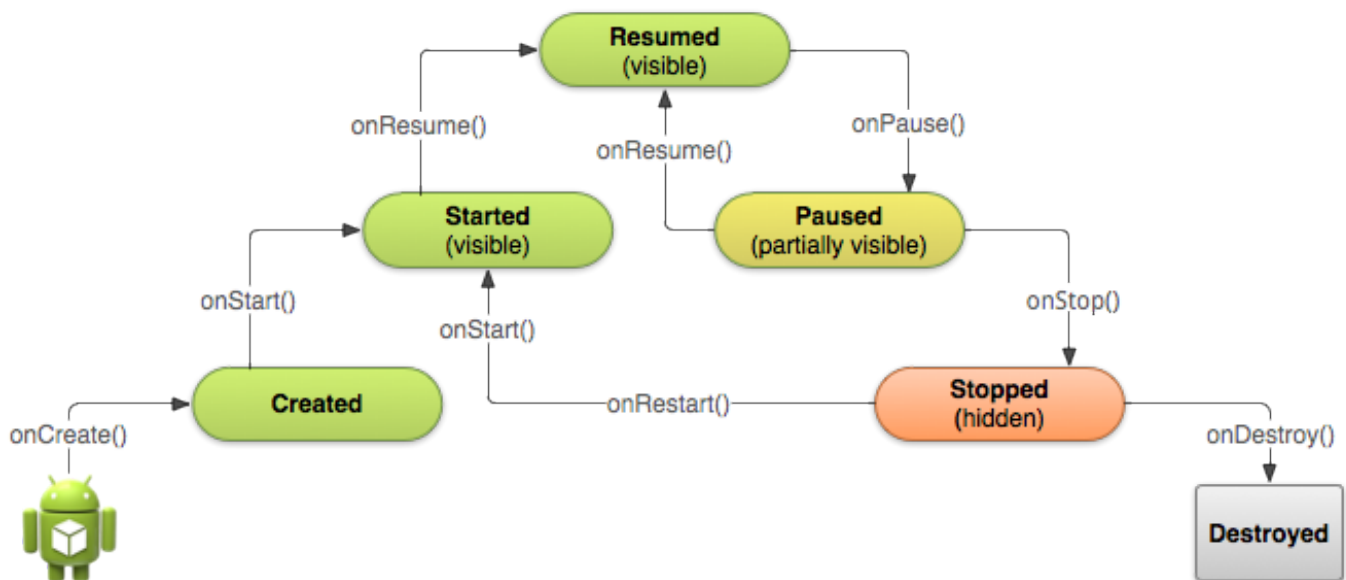 Resumed
(visible)
onResume()
onPause()
onResume()
Started
(visible)
Paused
(partially visible)
onStart()
onStart()
onStop()
Created
onRestart()
Stopped
(hidden)
onCreate()
onDestroy()
Destroyed